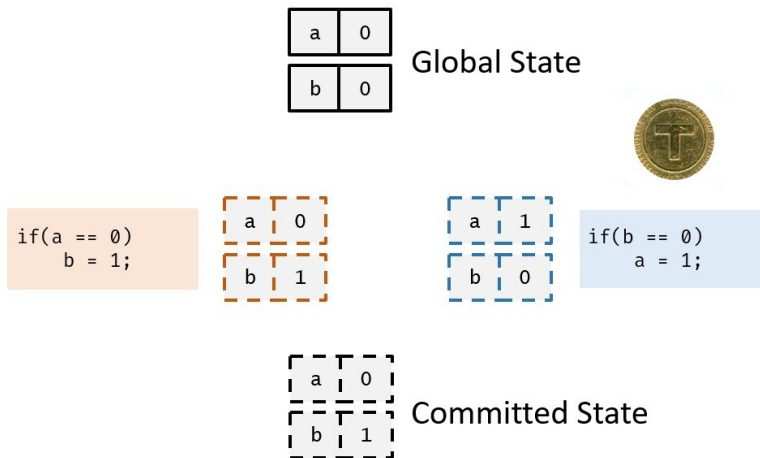 a 0
b 0
Global State
T
if(a == 0)
b = 1;
a 0
b 1
a 1
b 0
if(b == 0)
a = 1;
a 0
b 1
Committed State